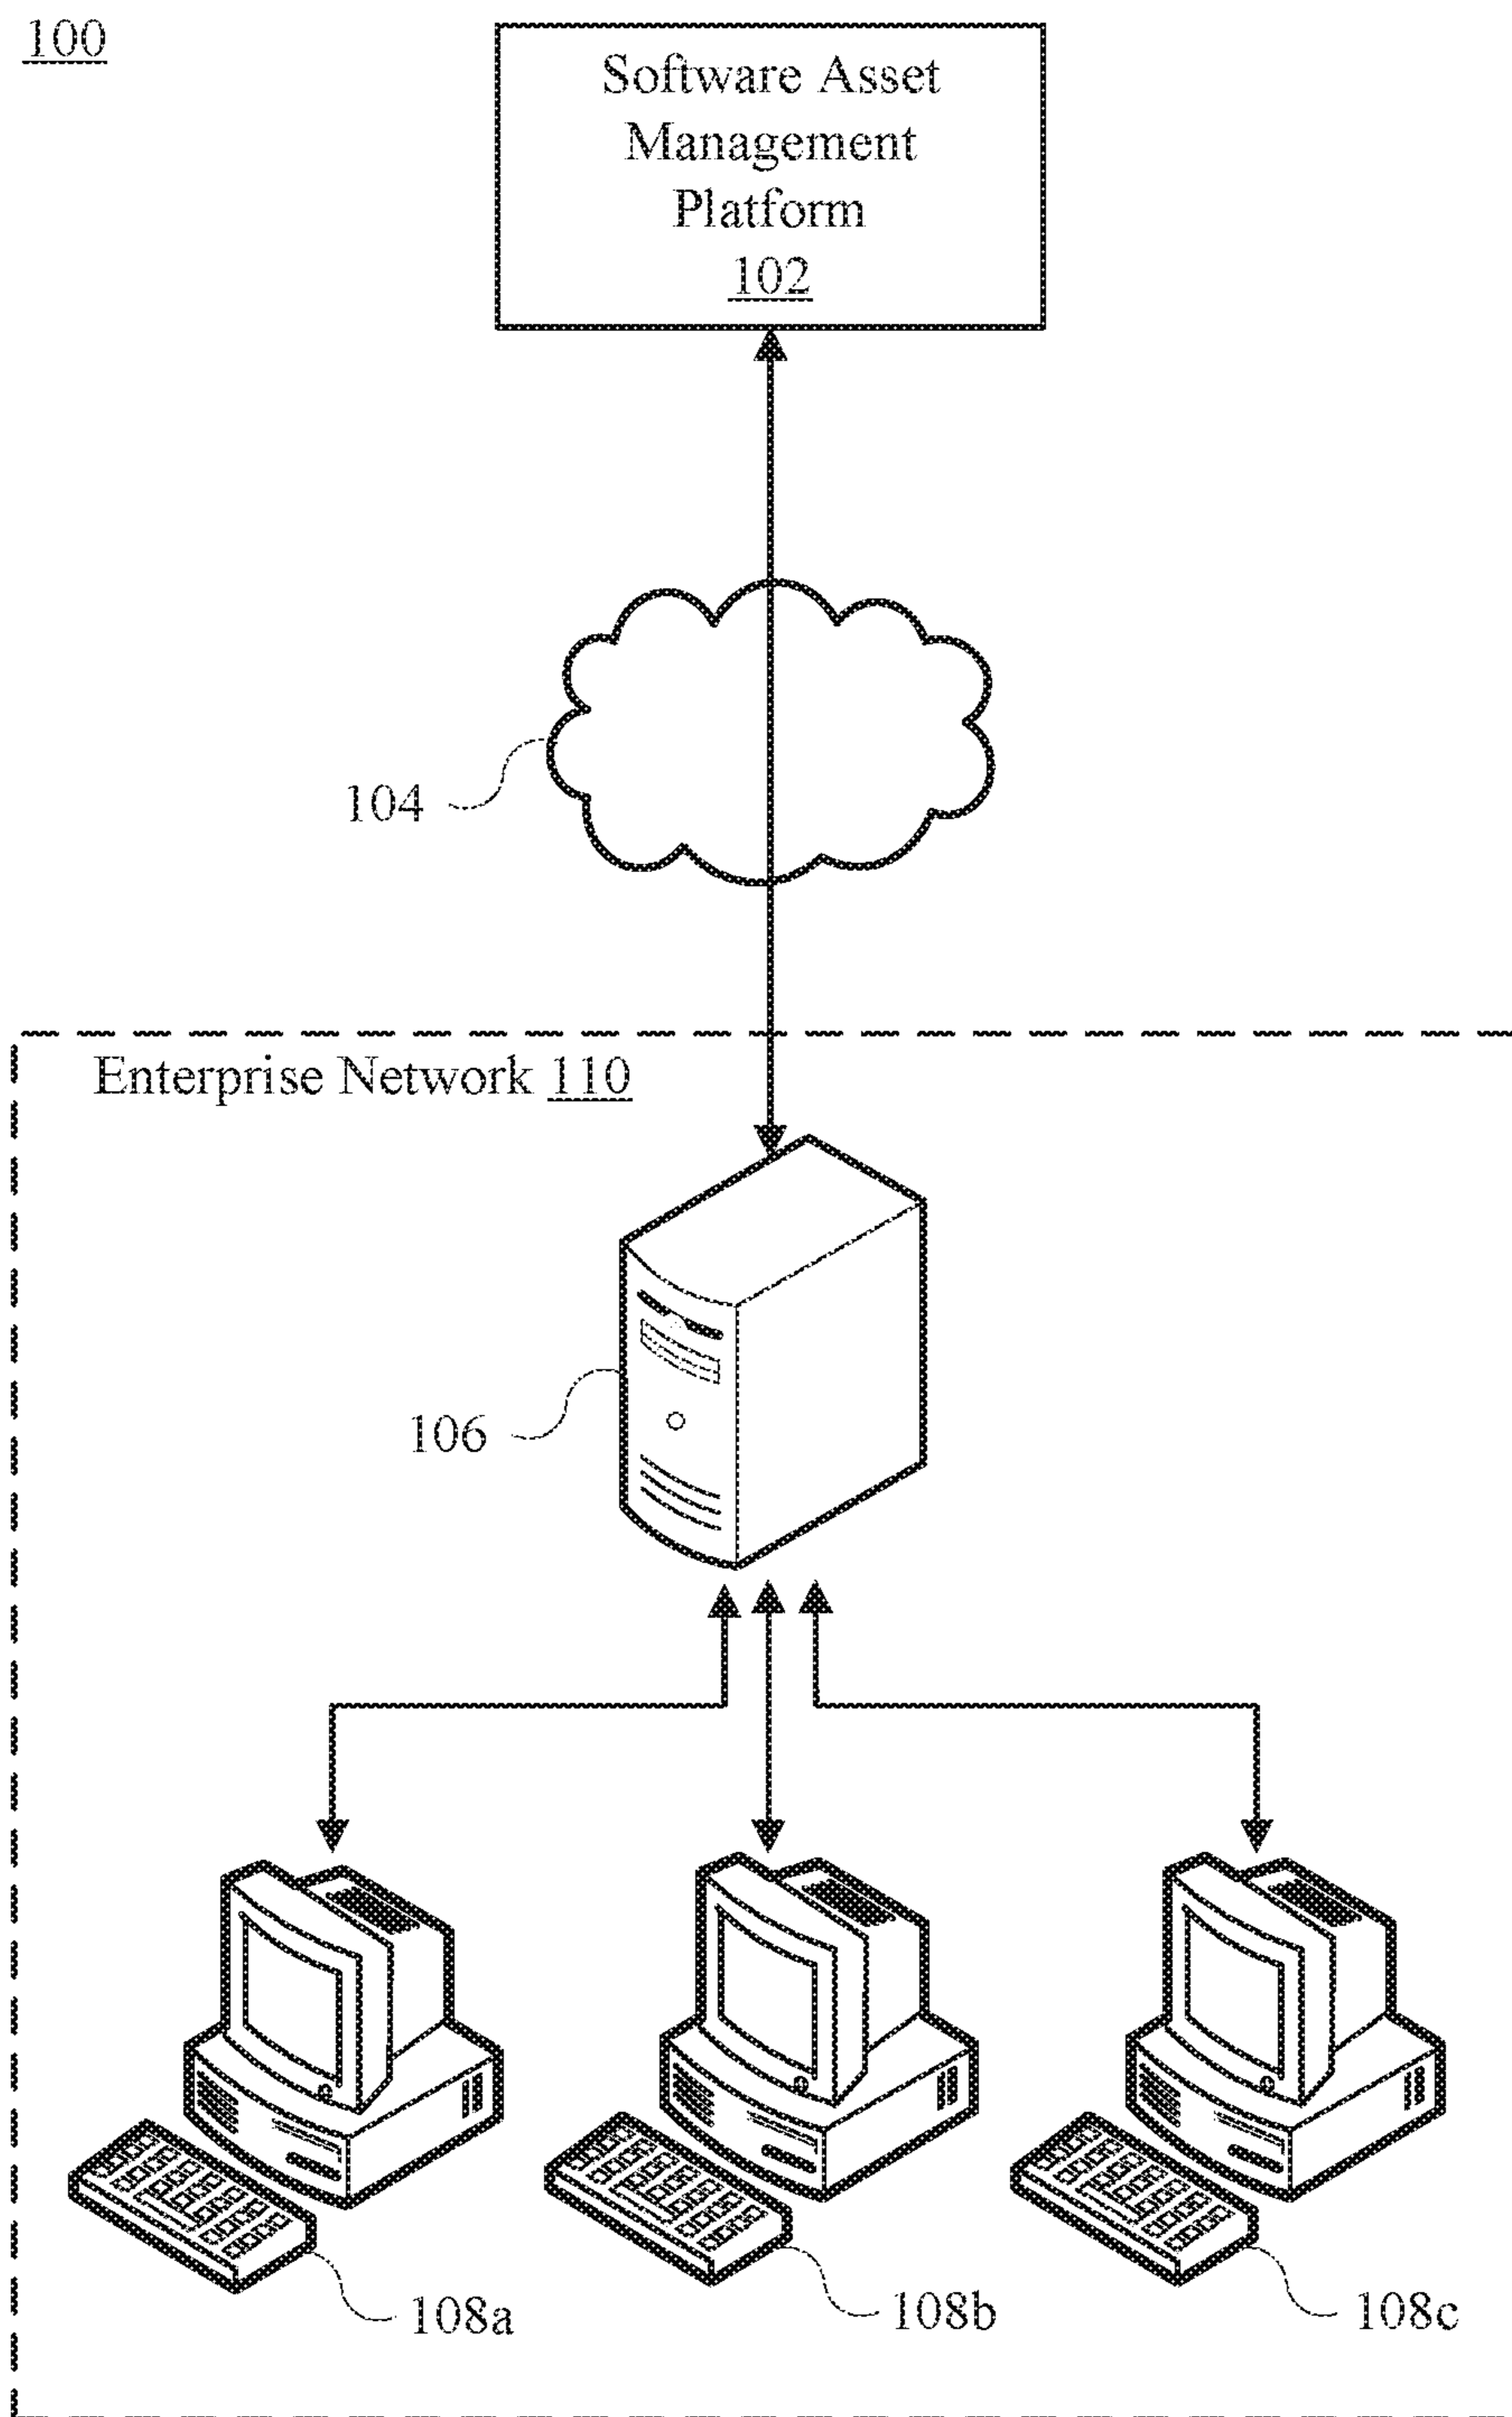 100
Software Asset
Management
Platform
102
104
Enterprise Network 110
106
108a
108b
108c